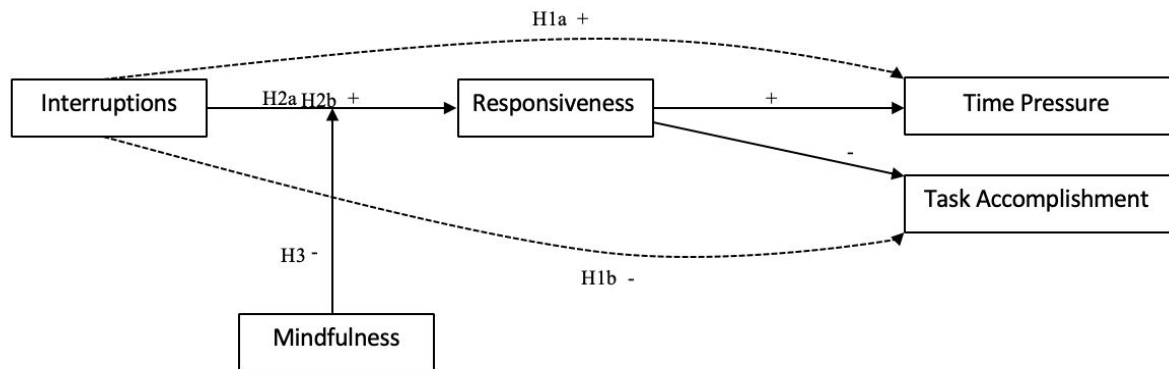 H1a +
Interruptions
H2a H2b +
Responsiveness
+
Time Pressure
-
Task Accomplishment
H3 -
H1b -
Mindfulness